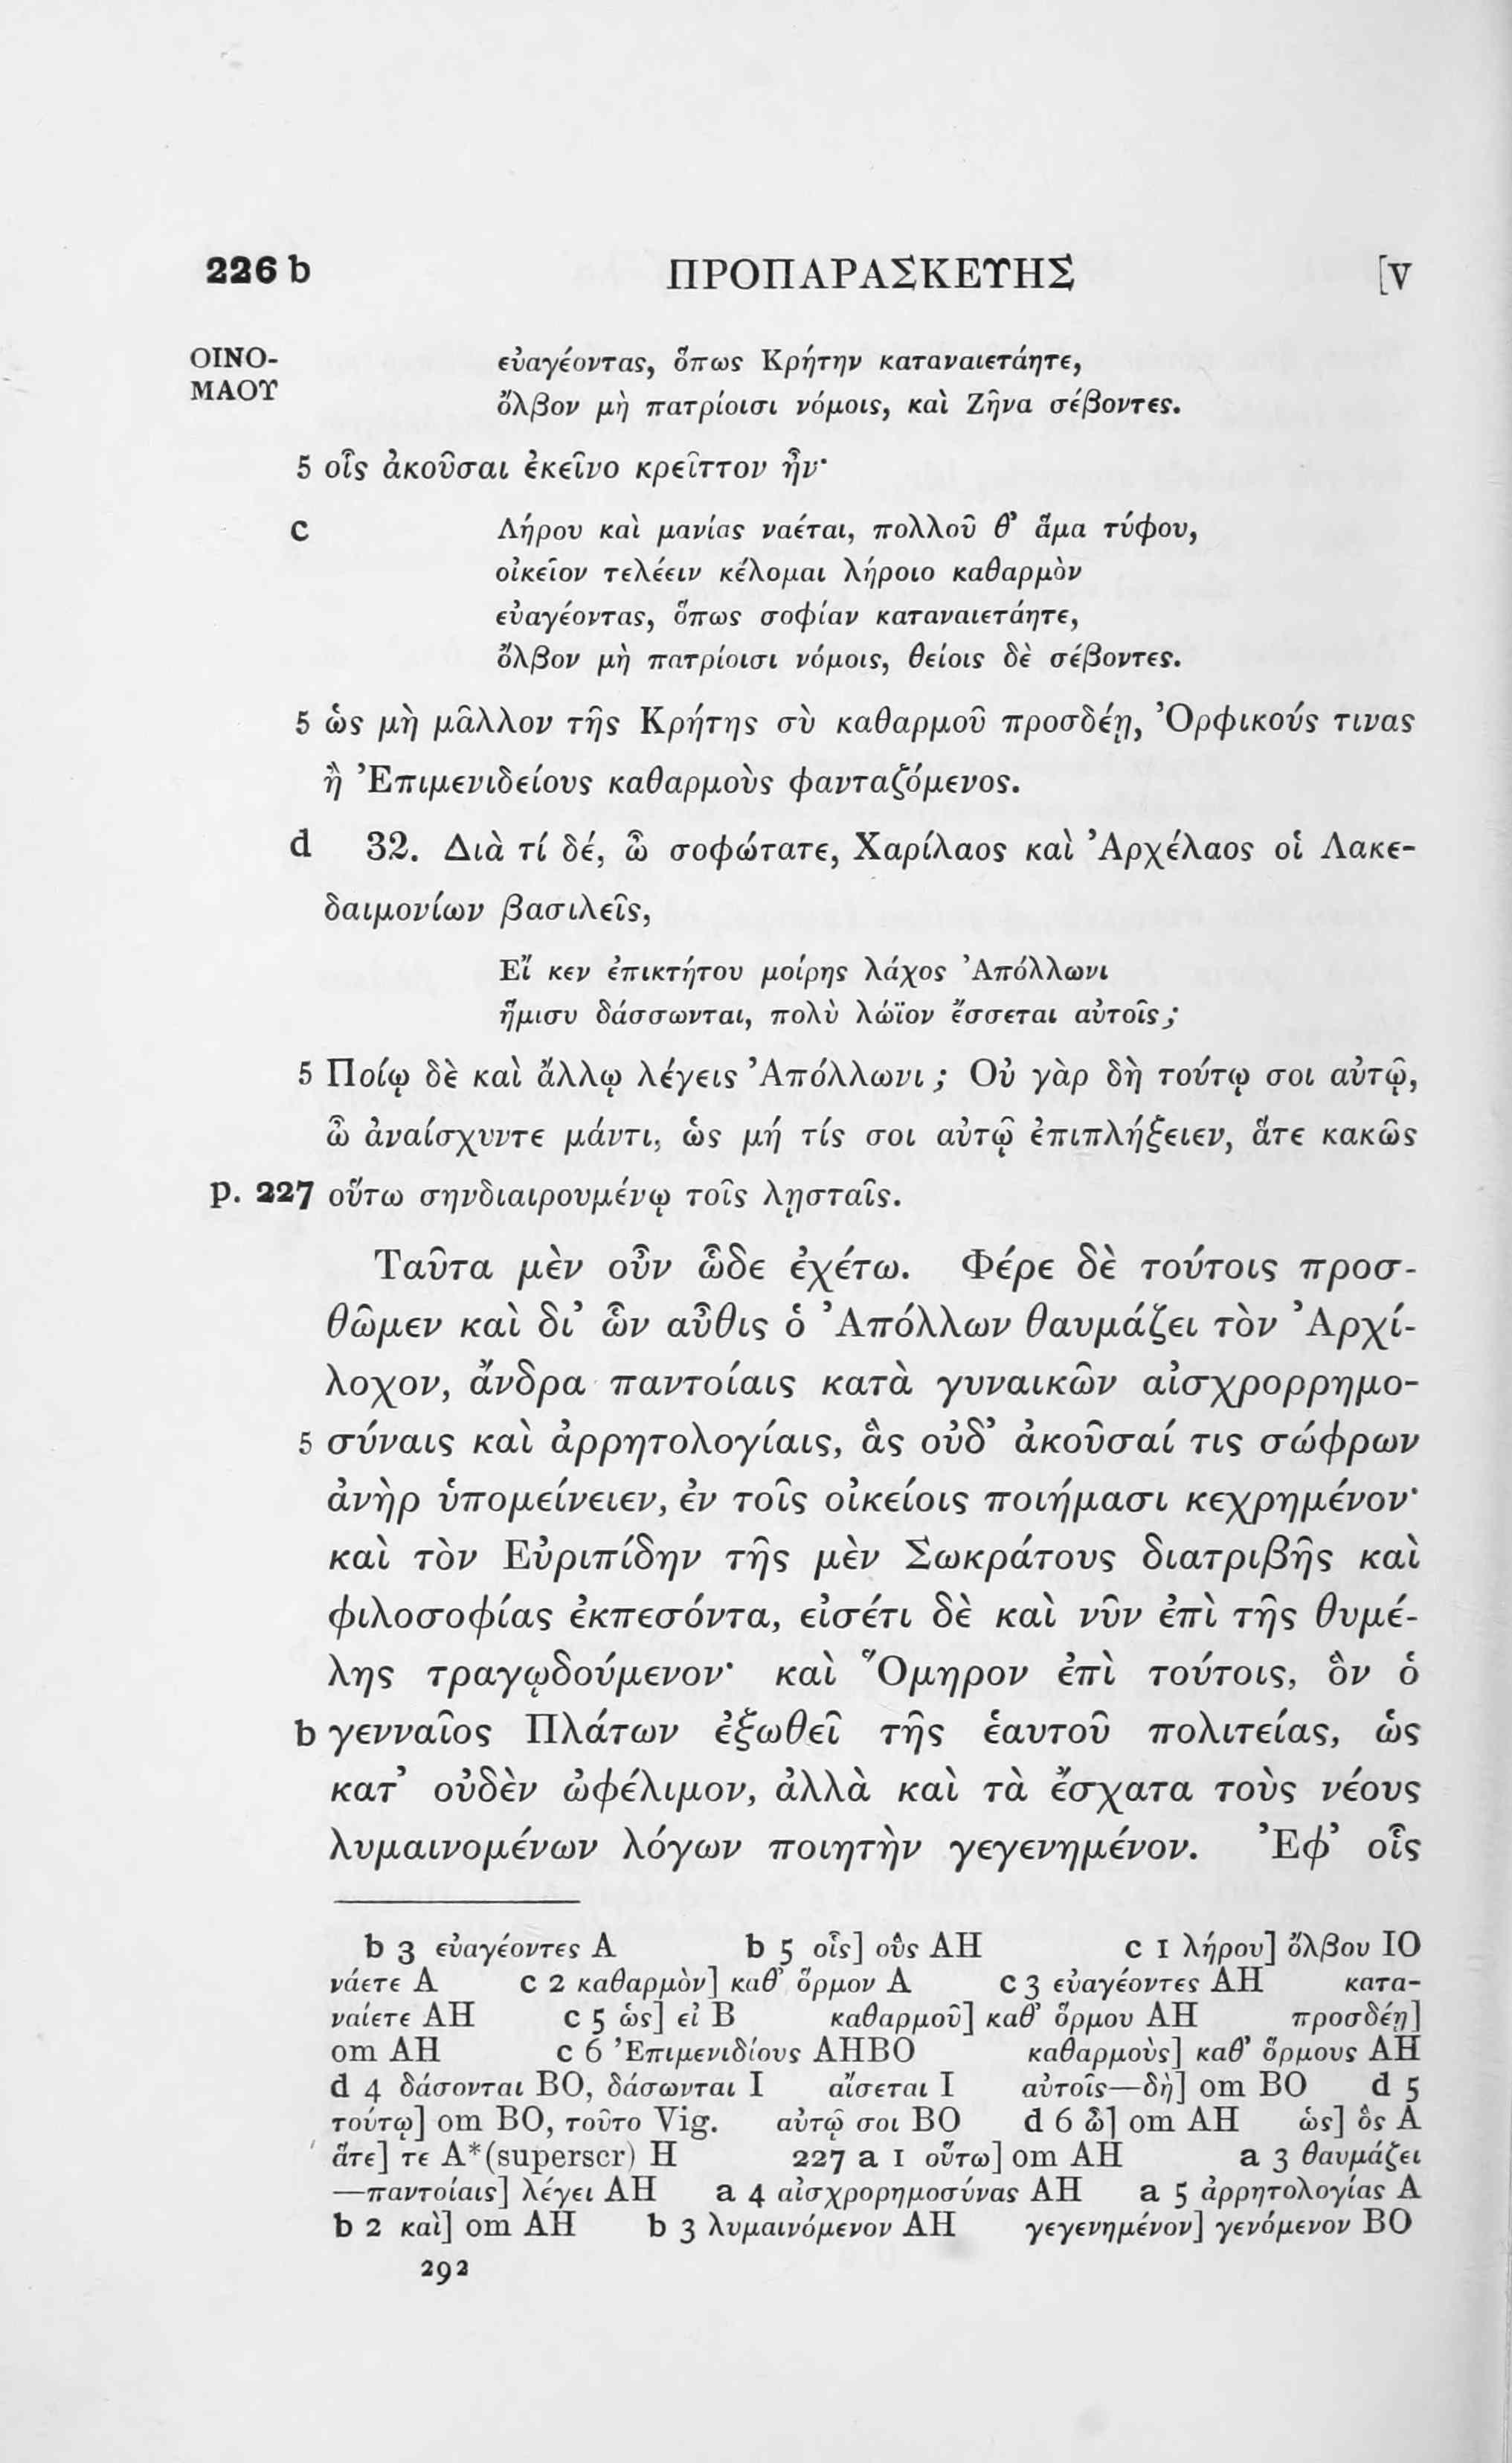 226 b ΠΡΟΠΑΡΑΣΚΕΥΗΣ [V
ΟΙΝΟ- εὐαγέοντας, ὅπως Κρήτην καταναιετάητε,
ΜΑΟΥ ὄλβον μὴ πατρίοισι νόμοις, καὶ Ζῆνα σέβοντες.
5 οἷς ἀκοῦσαι ἐκεῖνο κρεῖττον ἦν·
c Λήρου καὶ μανίας ναέται, πολλοῦ θ’ ἅμα τύφου,
οἰκεῖον τελέειν κέλομαι λήροιο καθαρμὸν
εὐαγέοντας, ὅπως σοφίαν καταναιετάητε,
ὄλβον μὴ πατρίοισι νόμοις, θείοις δὲ σέβοντες.
5 ὡς μὴ μᾶλλον τῆς Κρήτης σὺ καθαρμοῦ προσδέῃ, Ὀρφικούς τινας
ἢ Ἐπιμενιδείους καθαρμοὺς φανταζόμενος.
d 32. Διὰ τί δέ, ὦ σοφώτατε, Χαρίλαος καὶ Ἀρχέλαος οἱ Λακε-
δαιμονίων βασιλεῖς,
Εἴ κεν ἐπικτήτου μοίρης λάχος Ἀπόλλωνι
ἥμισυ δάσσωνται, πολὺ λώϊον ἔσσεται αὐτοῖς;
5 Ποίῳ δὲ καὶ ἄλλῳ λέγεις Ἀπόλλωνι; Οὐ γὰρ δὴ τούτῳ σοι αὐτῷ,
ὦ ἀναίσχυντε μάντι, ὡς μή τίς σοι αὐτῷ ἐπιπλήξειεν, ἅτε κακῶς
p. 227 οὕτω σηνδιαιρουμένῳ τοῖς λῃσταῖς.
Ταῦτα μὲν οὖν ὧδε ἐχέτω. Φέρε δὲ τούτοις προσ-
θῶμεν καὶ δι’ ὧν αὖθις ὁ Ἀπόλλων θαυμάζει τὸν Ἀρχί-
λοχον, ἄνδρα παντοίαις κατὰ γυναικῶν αἰσχρορρημο-
5 σύναις καὶ ἀρρητολογίαις, ἃς οὐδ’ ἀκοῦσαί τις σώφρων
ἀνὴρ ὑπομείνειεν, ἐν τοῖς οἰκείοις ποιήμασι κεχρημένον·
καὶ τὸν Εὐριπίδην τῆς μὲν Σωκράτους διατριβῆς καὶ
φιλοσοφίας ἐκπεσόντα, εἰσέτι δὲ καὶ νῦν ἐπὶ τῆς θυμέ-
λης τραγῳδούμενον· καὶ Ὅμηρον ἐπὶ τούτοις, ὃν ὁ
b γενναῖος Πλάτων ἐξωθεῖ τῆς ἑαυτοῦ πολιτείας, ὡς
κατ’ οὐδὲν ὠφέλιμον, ἀλλὰ καὶ τὰ ἔσχατα τοὺς νέους
λυμαινομένων λόγων ποιητὴν γεγενημένον. Ἐφ’ οἷς
b 3 εὐαγέοντες A b 5 οἷς] οὓς AH c 1 λήρου] ὄλβου IO
νάετε A c 2 καθαρμὸν] καθ’ ὅρμον A c 3 εὐαγέοντες AH κατα-
ναίετε AH c 5 ὡς] εἰ B καθαρμοῦ] καθ’ ὅρμου AH προσδέῃ]
om AH c 6 Ἐπιμενιδίους AHBO καθαρμοὺς] καθ’ ὅρμους AH
d 4 δάσονται BO, δάσωνται I αἴσεται I αὐτοῖς—δὴ] om BO d 5
τούτῳ] om BO, τοῦτο Vig. αὐτῷ σοι BO d 6 ὦ] om AH ὡς] ὃς A
ἅτε] τε A*(superscr) H 227 a 1 οὕτω] om AH a 3 θαυμάζει
—παντοίαις] λέγει AH a 4 αἰσχρορημοσύνας AH a 5 ἀρρητολογίας A
b 2 καὶ] om AH b 3 λυμαινόμενον AH γεγενημένον] γενόμενον BO
292